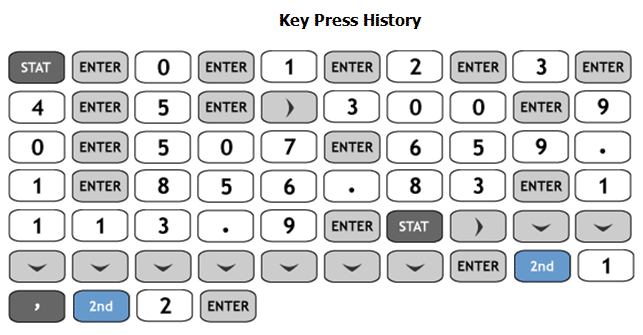 Key Press History
STAT ENTER 0 ENTER 1 ENTER 2 ENTER 3 ENTER
4 ENTER 5 ENTER 3 0 0 ENTER 9
0 ENTER 5 0 7 ENTER 6 5 9 .
1 ENTER 8 5 6 . 8 3 ENTER 1
1 1 3 . 9 ENTER STAT
ENTER 2nd 1
, 2nd 2 ENTER